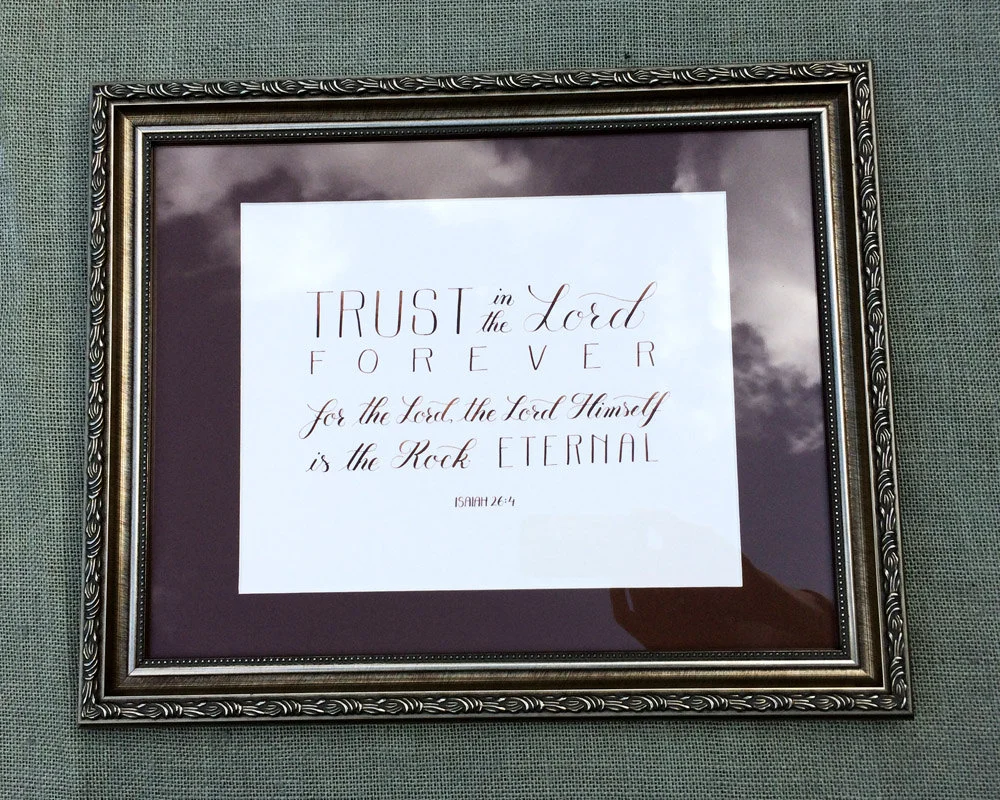 TRUST in the Lord
FOREVER
for the Lord, the Lord Himself
is the Rock ETERNAL
ISAIAH 26:4